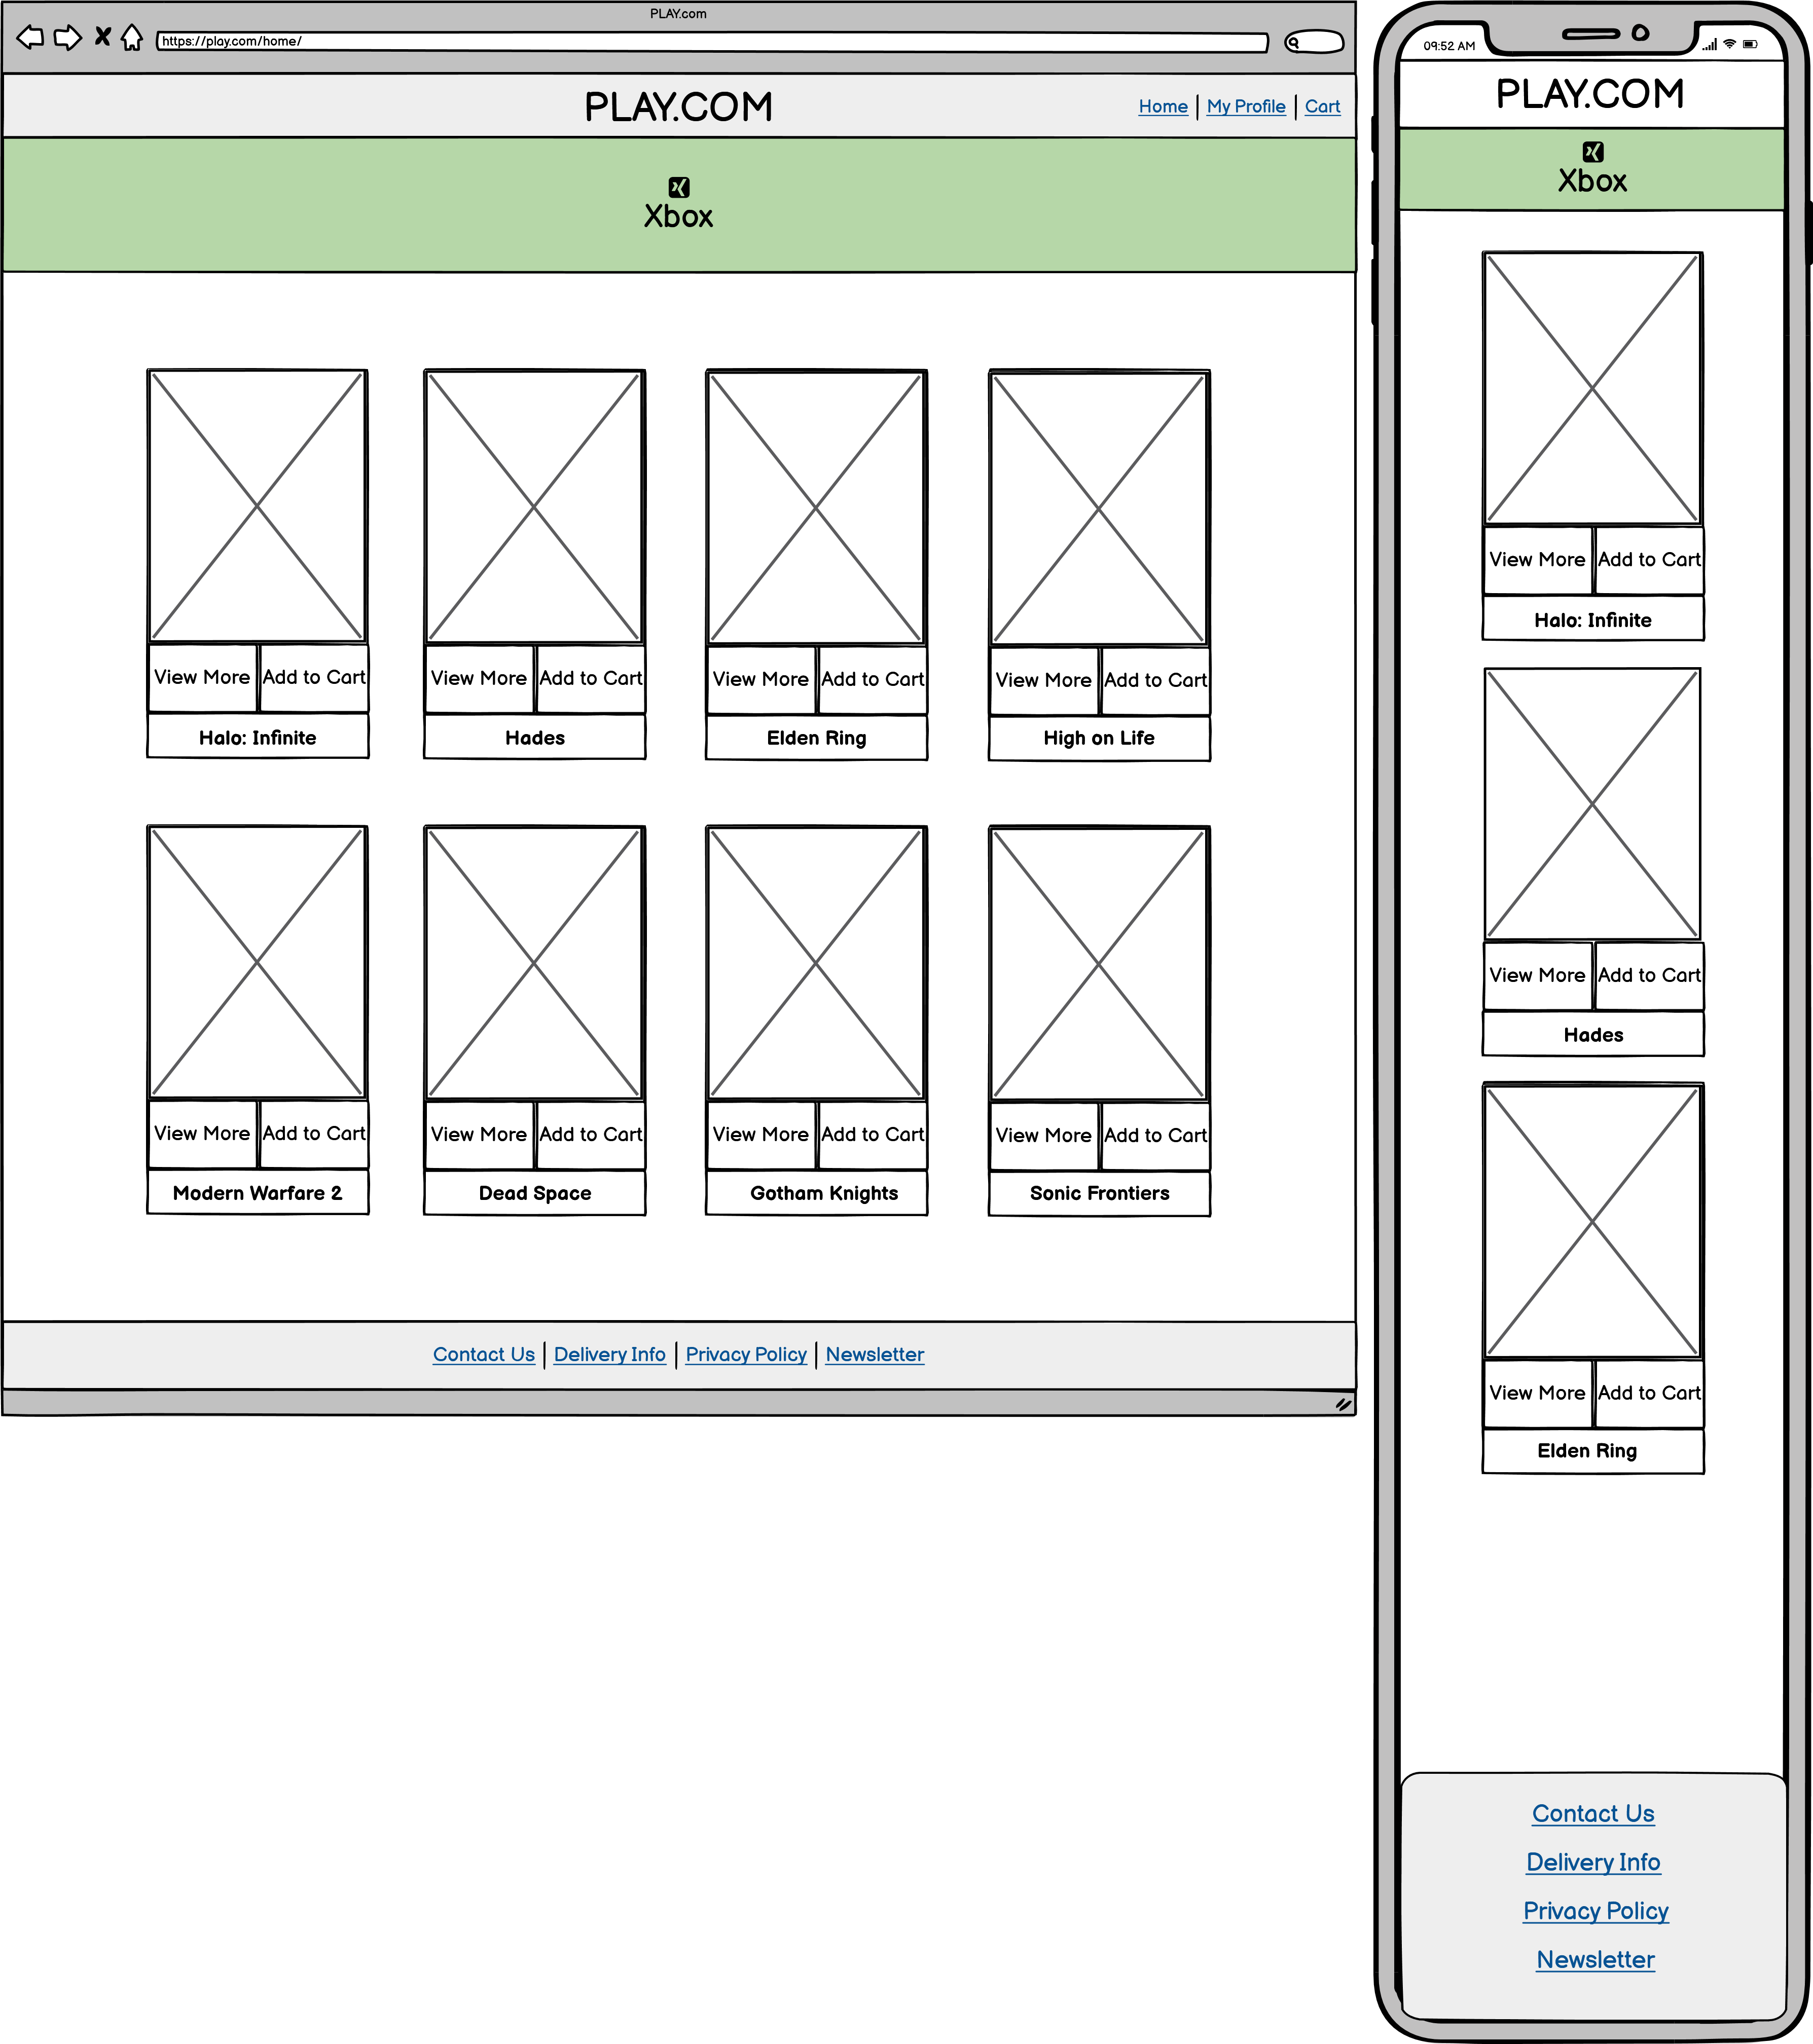 PLAY.com
https://play.com/home/
PLAY.COM
Home | My Profile | Cart
Xbox
View More Add to Cart View More Add to Cart View More Add to Cart View More Add to Cart
Halo: Infinite Hades Elden Ring High on Life
View More Add to Cart View More Add to Cart View More Add to Cart View More Add to Cart
Modern Warfare 2 Dead Space Gotham Knights Sonic Frontiers
Contact Us | Delivery Info | Privacy Policy | Newsletter
09:52 AM
PLAY.COM
Xbox
View More Add to Cart
Halo: Infinite
View More Add to Cart
Hades
View More Add to Cart
Elden Ring
Contact Us
Delivery Info
Privacy Policy
Newsletter